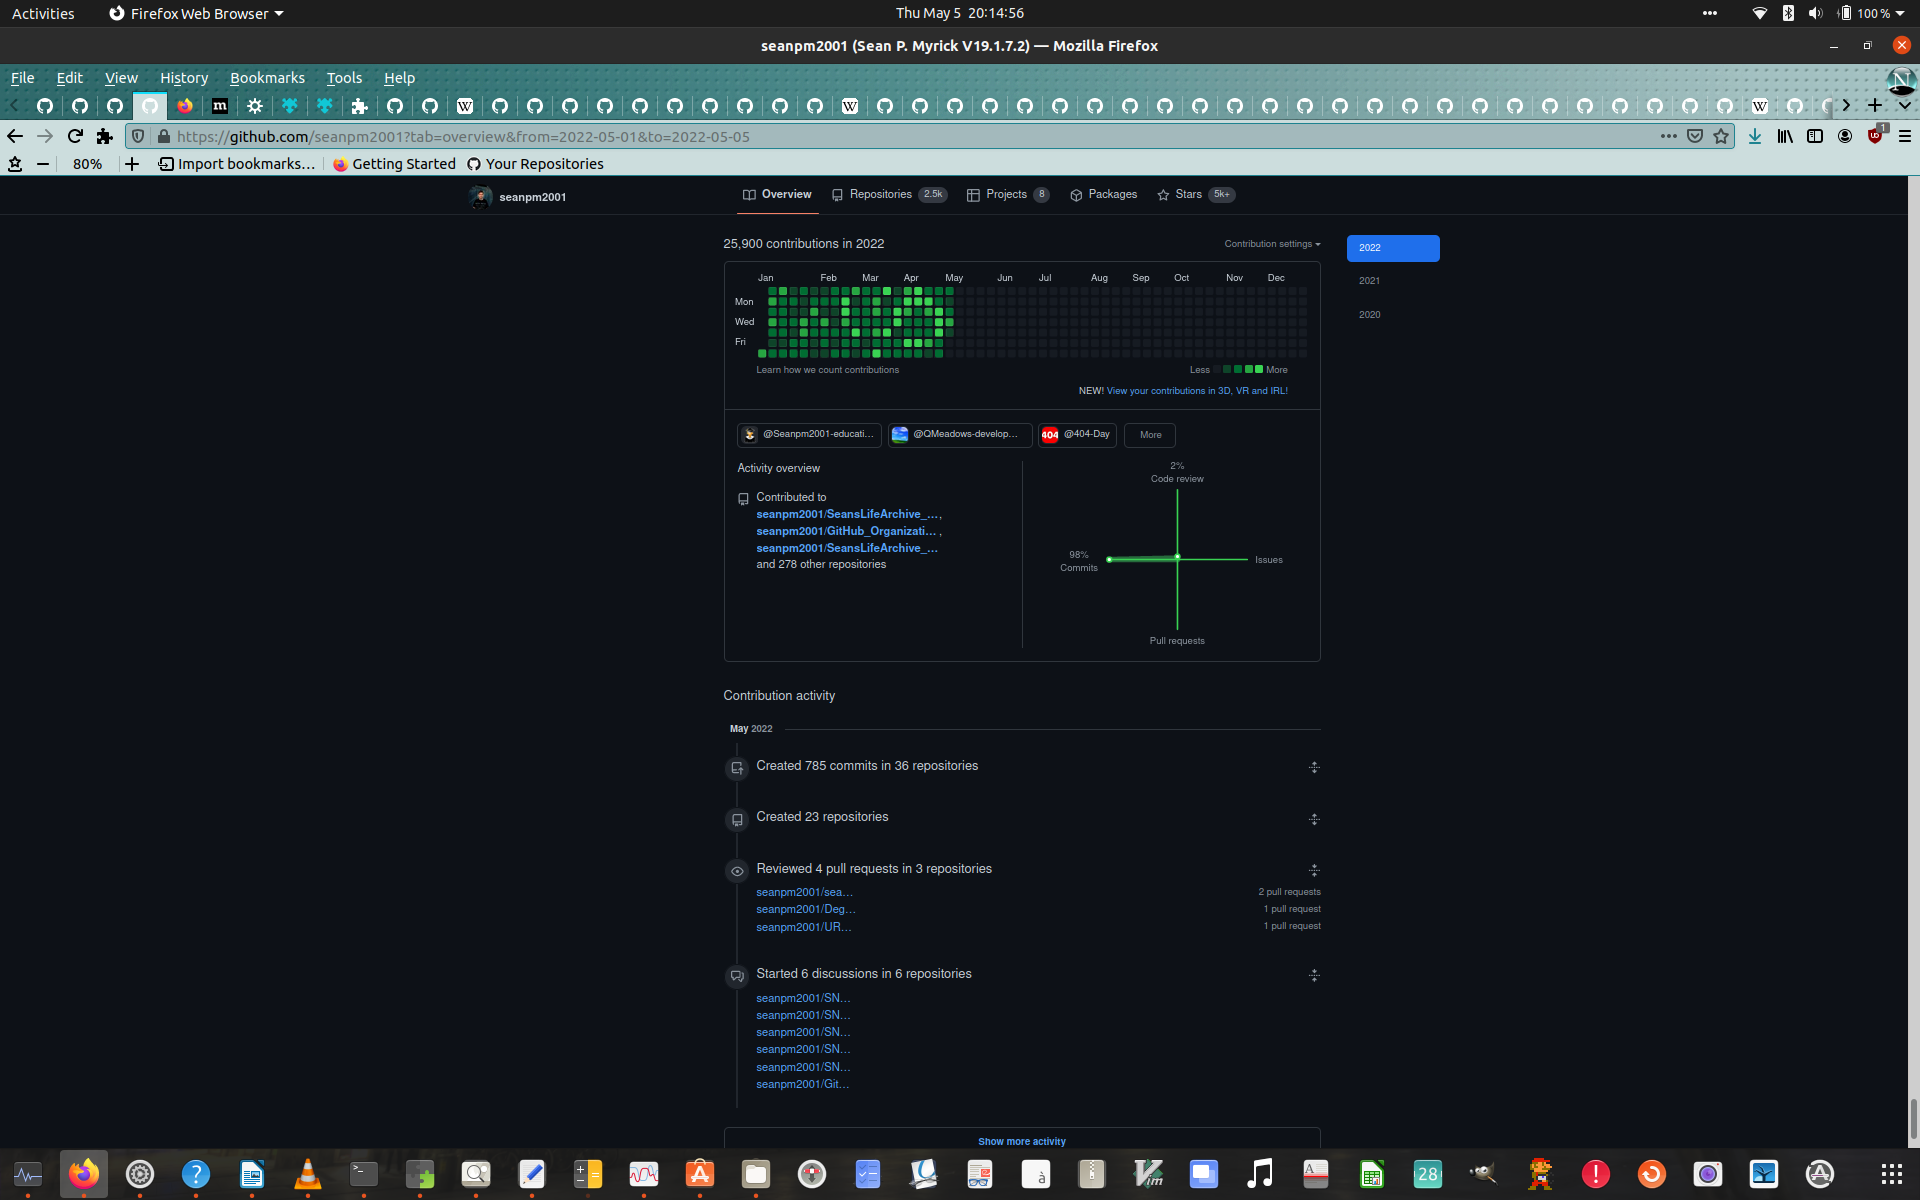 Activities
Firefox Web Browser
Thu May 5 20:14:56
100 %
seanpm2001 (Sean P. Myrick V19.1.7.2) — Mozilla Firefox
File Edit View History Bookmarks Tools Help
https://github.com/seanpm2001?tab=overview&from=2022-05-01&to=2022-05-05
1
80%
Import bookmarks…
Getting Started
Your Repositories
seanpm2001
Overview
Repositories 2.5k
Projects 8
Packages
Stars 5k+
25,900 contributions in 2022
Contribution settings
2022
2021
2020
Jan Feb Mar Apr May Jun Jul Aug Sep Oct Nov Dec
Mon
Wed
Fri
Learn how we count contributions
Less More
NEW! View your contributions in 3D, VR and IRL!
@Seanpm2001-educati…
@QMeadows-develop…
404 @404-Day
More
Activity overview
Contributed to
seanpm2001/SeansLifeArchive_…,
seanpm2001/GitHub_Organizati… ,
seanpm2001/SeansLifeArchive_…
and 278 other repositories
2%
Code review
98%
Commits
Issues
Pull requests
Contribution activity
May 2022
Created 785 commits in 36 repositories
Created 23 repositories
Reviewed 4 pull requests in 3 repositories
seanpm2001/sea… 2 pull requests
seanpm2001/Deg… 1 pull request
seanpm2001/UR… 1 pull request
Started 6 discussions in 6 repositories
seanpm2001/SN…
seanpm2001/SN…
seanpm2001/SN…
seanpm2001/SN…
seanpm2001/SN…
seanpm2001/Git…
Show more activity
28